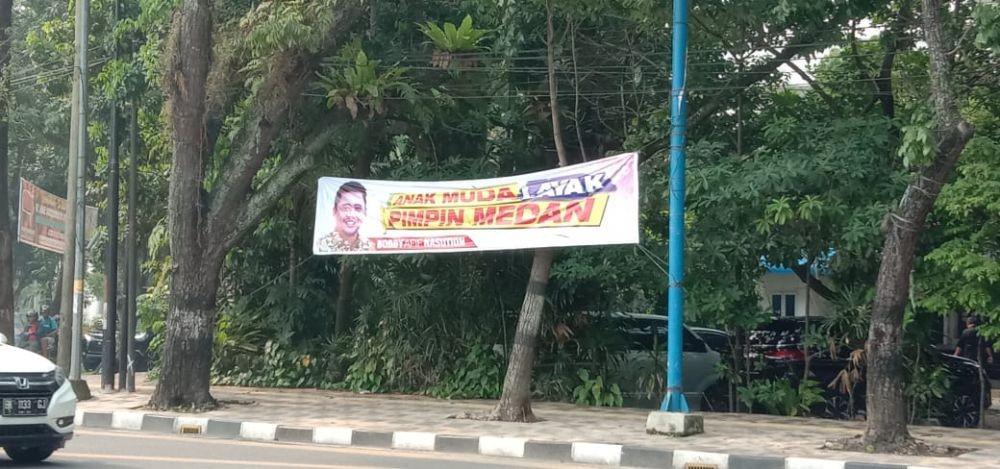 ANAK MUDA LAYAK
PIMPIN MEDAN
BOBBY AFIF NASUTION